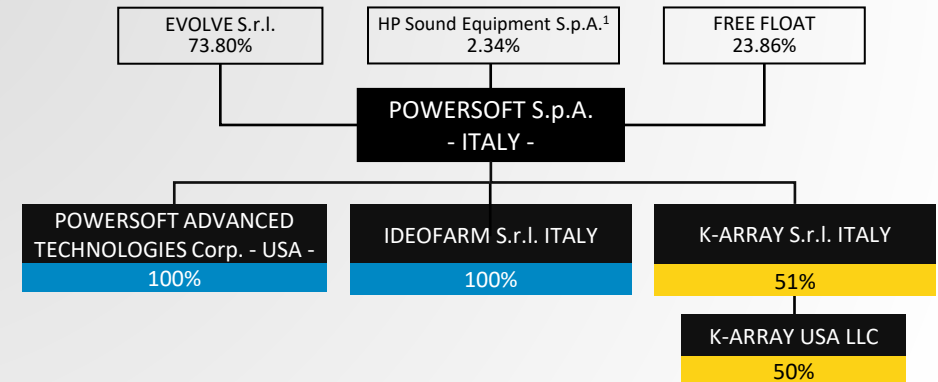 EVOLVE S.r.l.
73.80%
HP Sound Equipment S.p.A.¹
2.34%
FREE FLOAT
23.86%
POWERSOFT S.p.A.
- ITALY -
POWERSOFT ADVANCED
TECHNOLOGIES Corp. - USA -
100%
IDEOFARM S.r.l. ITALY
100%
K-ARRAY S.r.l. ITALY
51%
K-ARRAY USA LLC
50%